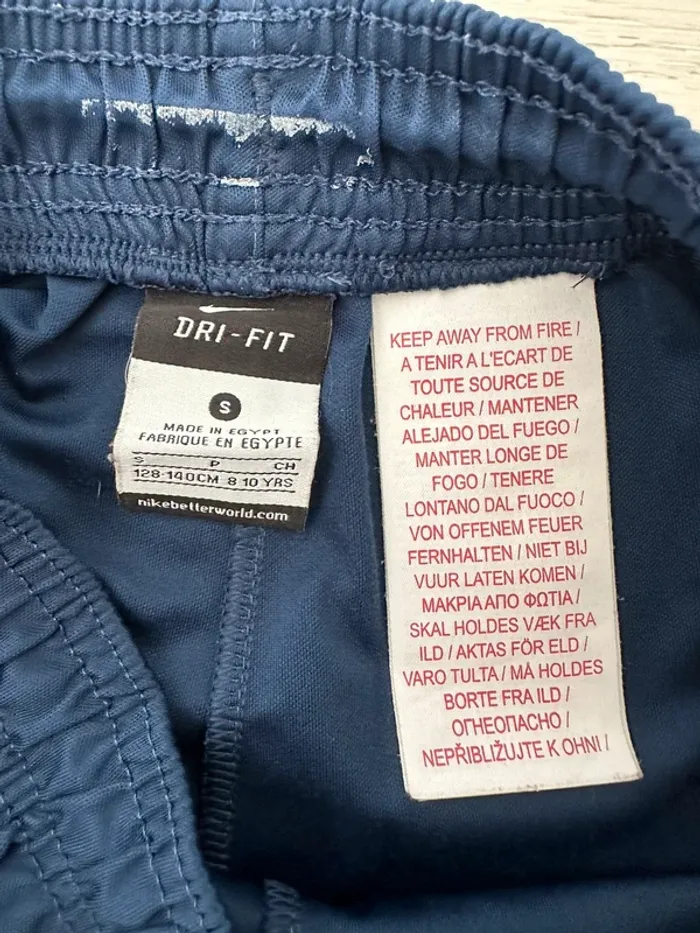 DRI-FIT
S
MADE IN EGYPT
FABRIQUE EN EGYPTE
S P CH
128-140CM 8 10 YRS
nikebetterworld.com
KEEP AWAY FROM FIRE /
A TENIR A L'ECART DE
TOUTE SOURCE DE
CHALEUR / MANTENER
ALEJADO DEL FUEGO /
MANTER LONGE DE
FOGO / TENERE
LONTANO DAL FUOCO /
VON OFFENEM FEUER
FERNHALTEN / NIET BIJ
VUUR LATEN KOMEN /
ΜΑΚΡΙΑ ΑΠΟ ΦΩΤΙΑ /
SKAL HOLDES VÆK FRA
ILD / AKTAS FÖR ELD /
VARO TULTA / MÅ HOLDES
BORTE FRA ILD /
ОГНЕОПАСНО /
NEPŘIBLIŽUJTE K OHNI /